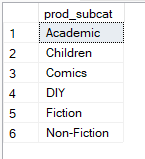 prod_subcat
1 Academic
2 Children
3 Comics
4 DIY
5 Fiction
6 Non-Fiction